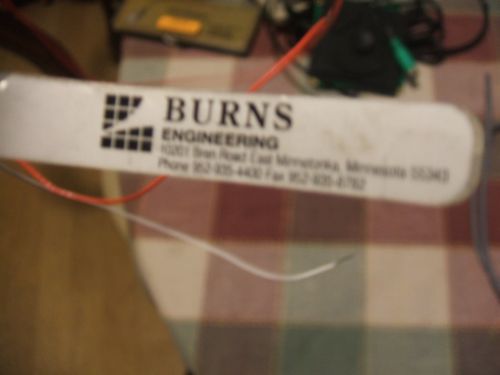 BURNS
ENGINEERING
10201 Bren Road East Minnetonka, Minnesota 55343
Phone 952-935-4400 Fax 952-935-8782